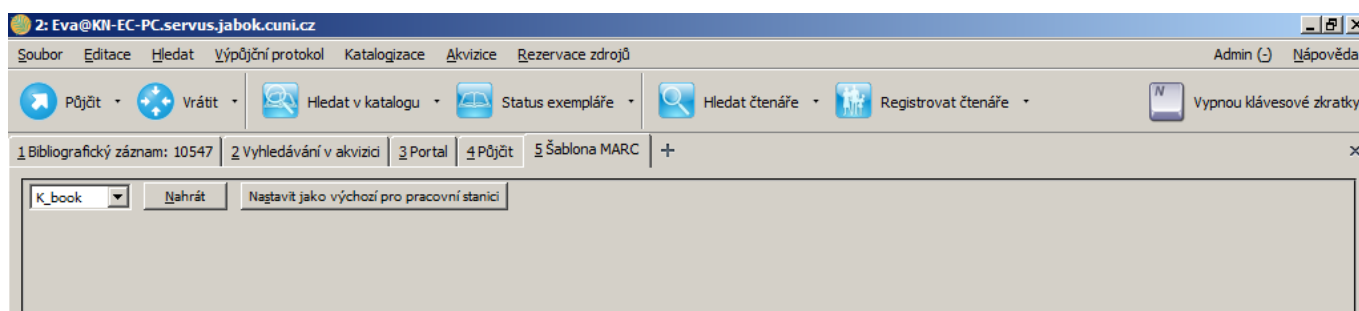 2: Eva@KN-EC-PC.servus.jabok.cuni.cz
Soubor Editace Hledat Výpůjční protokol Katalogizace Akvizice Rezervace zdrojů Admin (-) Nápověda
Půjčit Vrátit Hledat v katalogu Status exempláře Hledat čtenáře Registrovat čtenáře N Vypnou klávesové zkratky
1 Bibliografický záznam: 10547 2 Vyhledávání v akvizici 3 Portal 4 Půjčit 5 Šablona MARC
K_book Nahrát Nastavit jako výchozí pro pracovní stanici